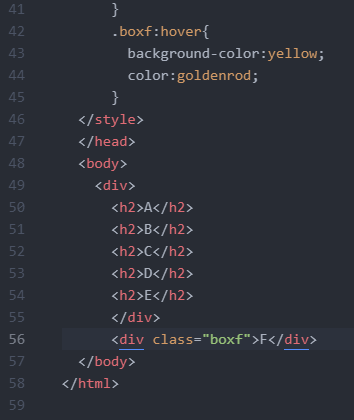 41 }
42 .boxf:hover{
43 background-color:yellow;
44 color:goldenrod;
45 }
46 </style>
47 </head>
48 <body>
49 <div>
50 <h2>A</h2>
51 <h2>B</h2>
52 <h2>C</h2>
53 <h2>D</h2>
54 <h2>E</h2>
55 </div>
56 <div class="boxf">F</div>
57 </body>
58 </html>
59